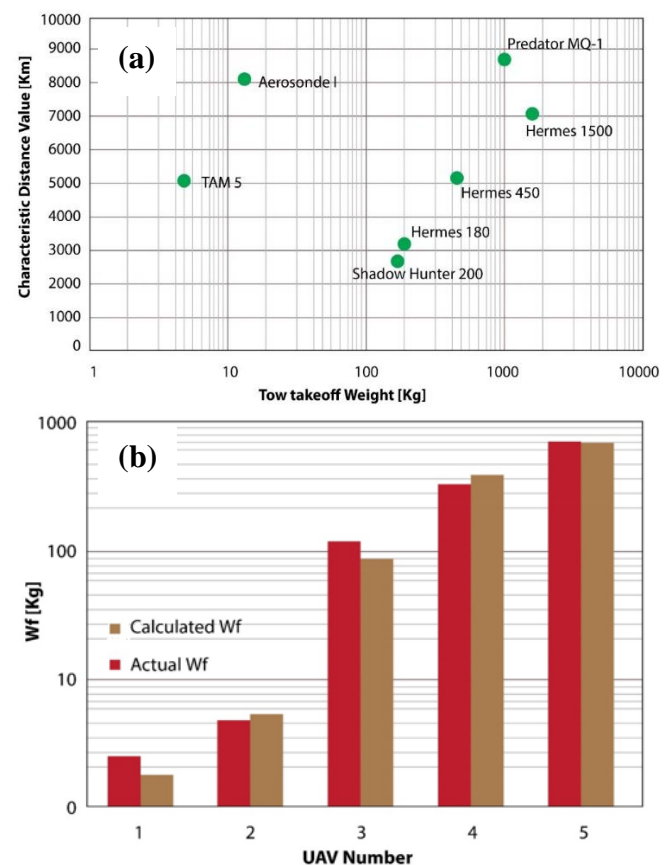 (a)
Characteristic Distance Value [Km]
10000
9000
8000
7000
6000
5000
4000
3000
2000
1000
0
Predator MQ-1
Aerosonde I
Hermes 1500
TAM 5
Hermes 450
Hermes 180
Shadow Hunter 200
1 10 100 1000 10000
Tow takeoff Weight [Kg]
(b)
Wf [Kg]
1000
100
10
0
Calculated Wf
Actual Wf
1 2 3 4 5
UAV Number